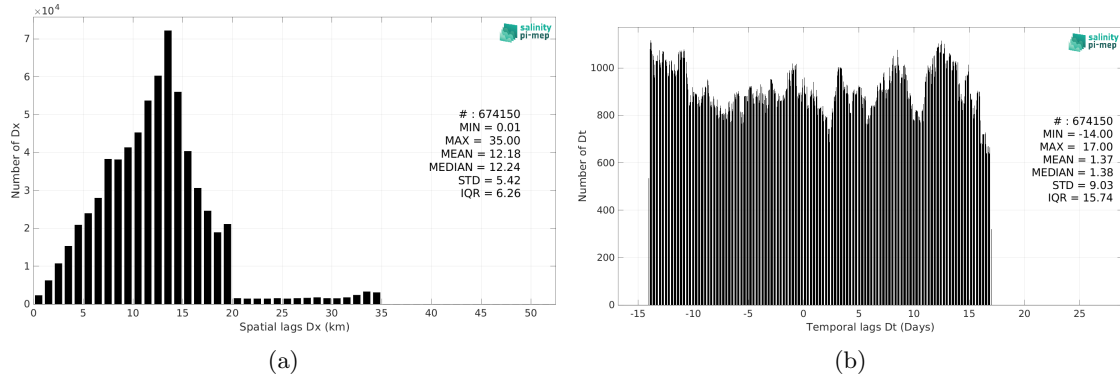 ×10⁴
7
6
5
4
3
2
1
0
Number of Dx
salinity
pi-mep
# : 674150
MIN = 0.01
MAX = 35.00
MEAN = 12.18
MEDIAN = 12.24
STD = 5.42
IQR = 6.26
0 5 10 15 20 25 30 35 40 45 50
Spatial lags Dx (km)
(a)
1000
800
600
400
200
0
Number of Dt
salinity
pi-mep
# : 674150
MIN = -14.00
MAX = 17.00
MEAN = 1.37
MEDIAN = 1.38
STD = 9.03
IQR = 15.74
-15 -10 -5 0 5 10 15 20 25
Temporal lags Dt (Days)
(b)